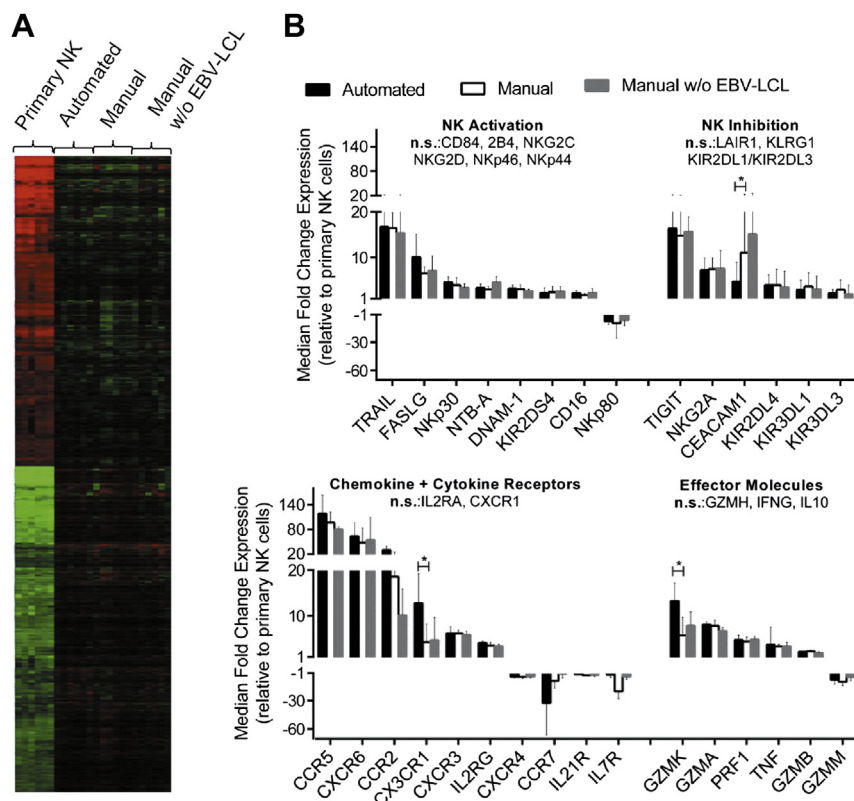 A
Primary NK
Automated
Manual
Manual
w/o EBV-LCL
B
Automated
Manual
Manual w/o EBV-LCL
Median Fold Change Expression
(relative to primary NK cells)
NK Activation
n.s.:CD84, 2B4, NKG2C
NKG2D, NKp46, NKp44
NK Inhibition
n.s.:LAIR1, KLRG1
KIR2DL1/KIR2DL3
*
140
80
20
20
10
1
-1
-30
-60
TRAIL
FASLG
NKp30
NTB-A
DNAM-1
KIR2DS4
CD16
NKp80
TIGIT
NKG2A
CEACAM1
KIR2DL4
KIR3DL1
KIR3DL3
Median Fold Change Expression
(relative to primary NK cells)
Chemokine + Cytokine Receptors
n.s.:IL2RA, CXCR1
Effector Molecules
n.s.:GZMH, IFNG, IL10
*
*
140
80
20
20
10
1
-1
-30
-60
CCR5
CXCR6
CCR2
CX3CR1
CXCR3
IL2RG
CXCR4
CCR7
IL21R
IL7R
GZMK
GZMA
PRF1
TNF
GZMB
GZMM